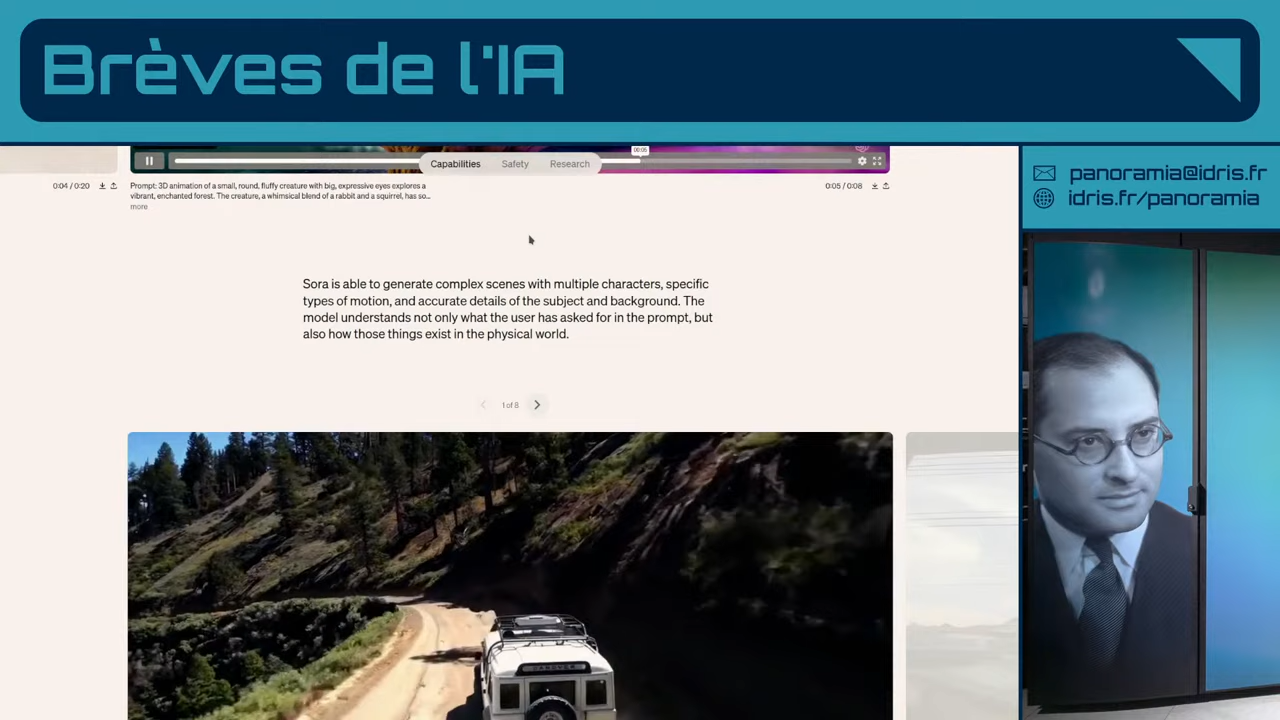 Brèves de l'IA
panoramia@idris.fr
idris.fr/panoramia
00:05
Capabilities Safety Research
0:04 / 0:20
Prompt: 3D animation of a small, round, fluffy creature with big, expressive eyes explores a
vibrant, enchanted forest. The creature, a whimsical blend of a rabbit and a squirrel, has so...
more
0:05 / 0:08
Sora is able to generate complex scenes with multiple characters, specific
types of motion, and accurate details of the subject and background. The
model understands not only what the user has asked for in the prompt, but
also how those things exist in the physical world.
1 of 8